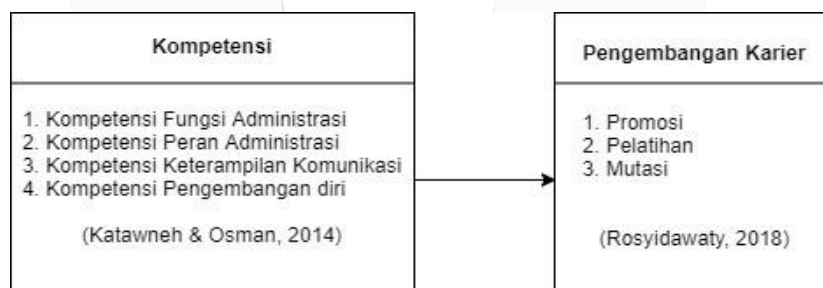 Kompetensi
1. Kompetensi Fungsi Administrasi
2. Kompetensi Peran Administrasi
3. Kompetensi Keterampilan Komunikasi
4. Kompetensi Pengembangan diri
(Katawneh & Osman, 2014)
Pengembangan Karier
1. Promosi
2. Pelatihan
3. Mutasi
(Rosyidawaty, 2018)